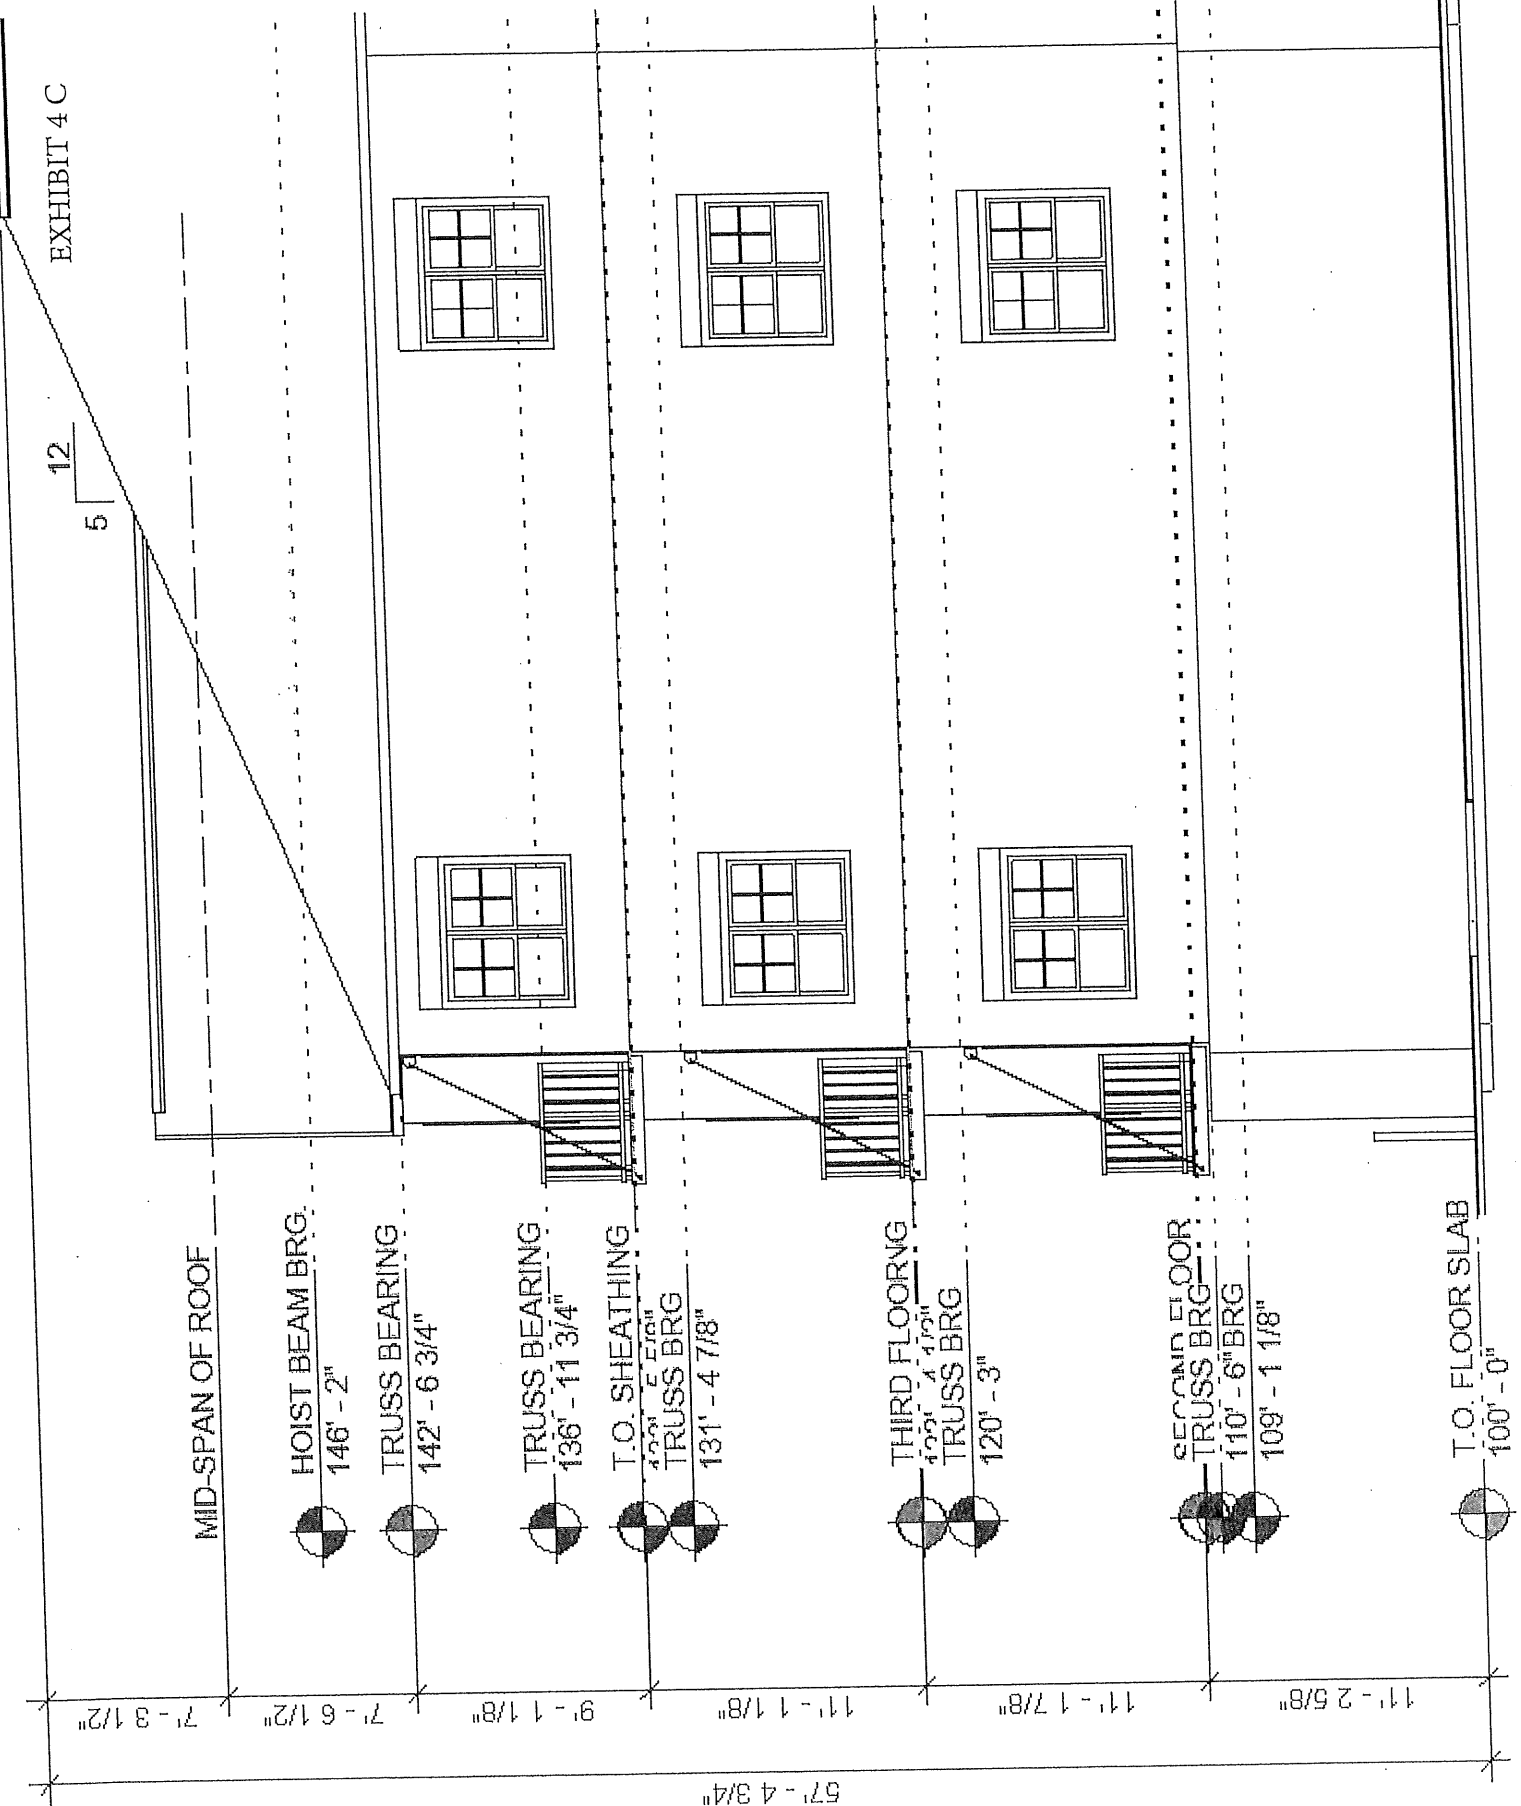 EXHIBIT 4 C
12
5
MID-SPAN OF ROOF
HOIST BEAM BRG.
146' - 2"
TRUSS BEARING
142' - 6 3/4"
TRUSS BEARING
136' - 11 3/4"
T.O. SHEATHING
TRUSS BRG
131' - 4 7/8"
THIRD FLOORNG
TRUSS BRG
120' - 3"
SECOND FLOOR
TRUSS BRG
110' - 6" BRG
109' - 1 1/8"
T.O. FLOOR SLAB
100' - 0"
7' - 3 1/2"
7' - 6 1/2"
9' - 1 1/8"
11' - 1 1/8"
11' - 1 7/8"
11' - 2 5/8"
57' - 4 3/4"